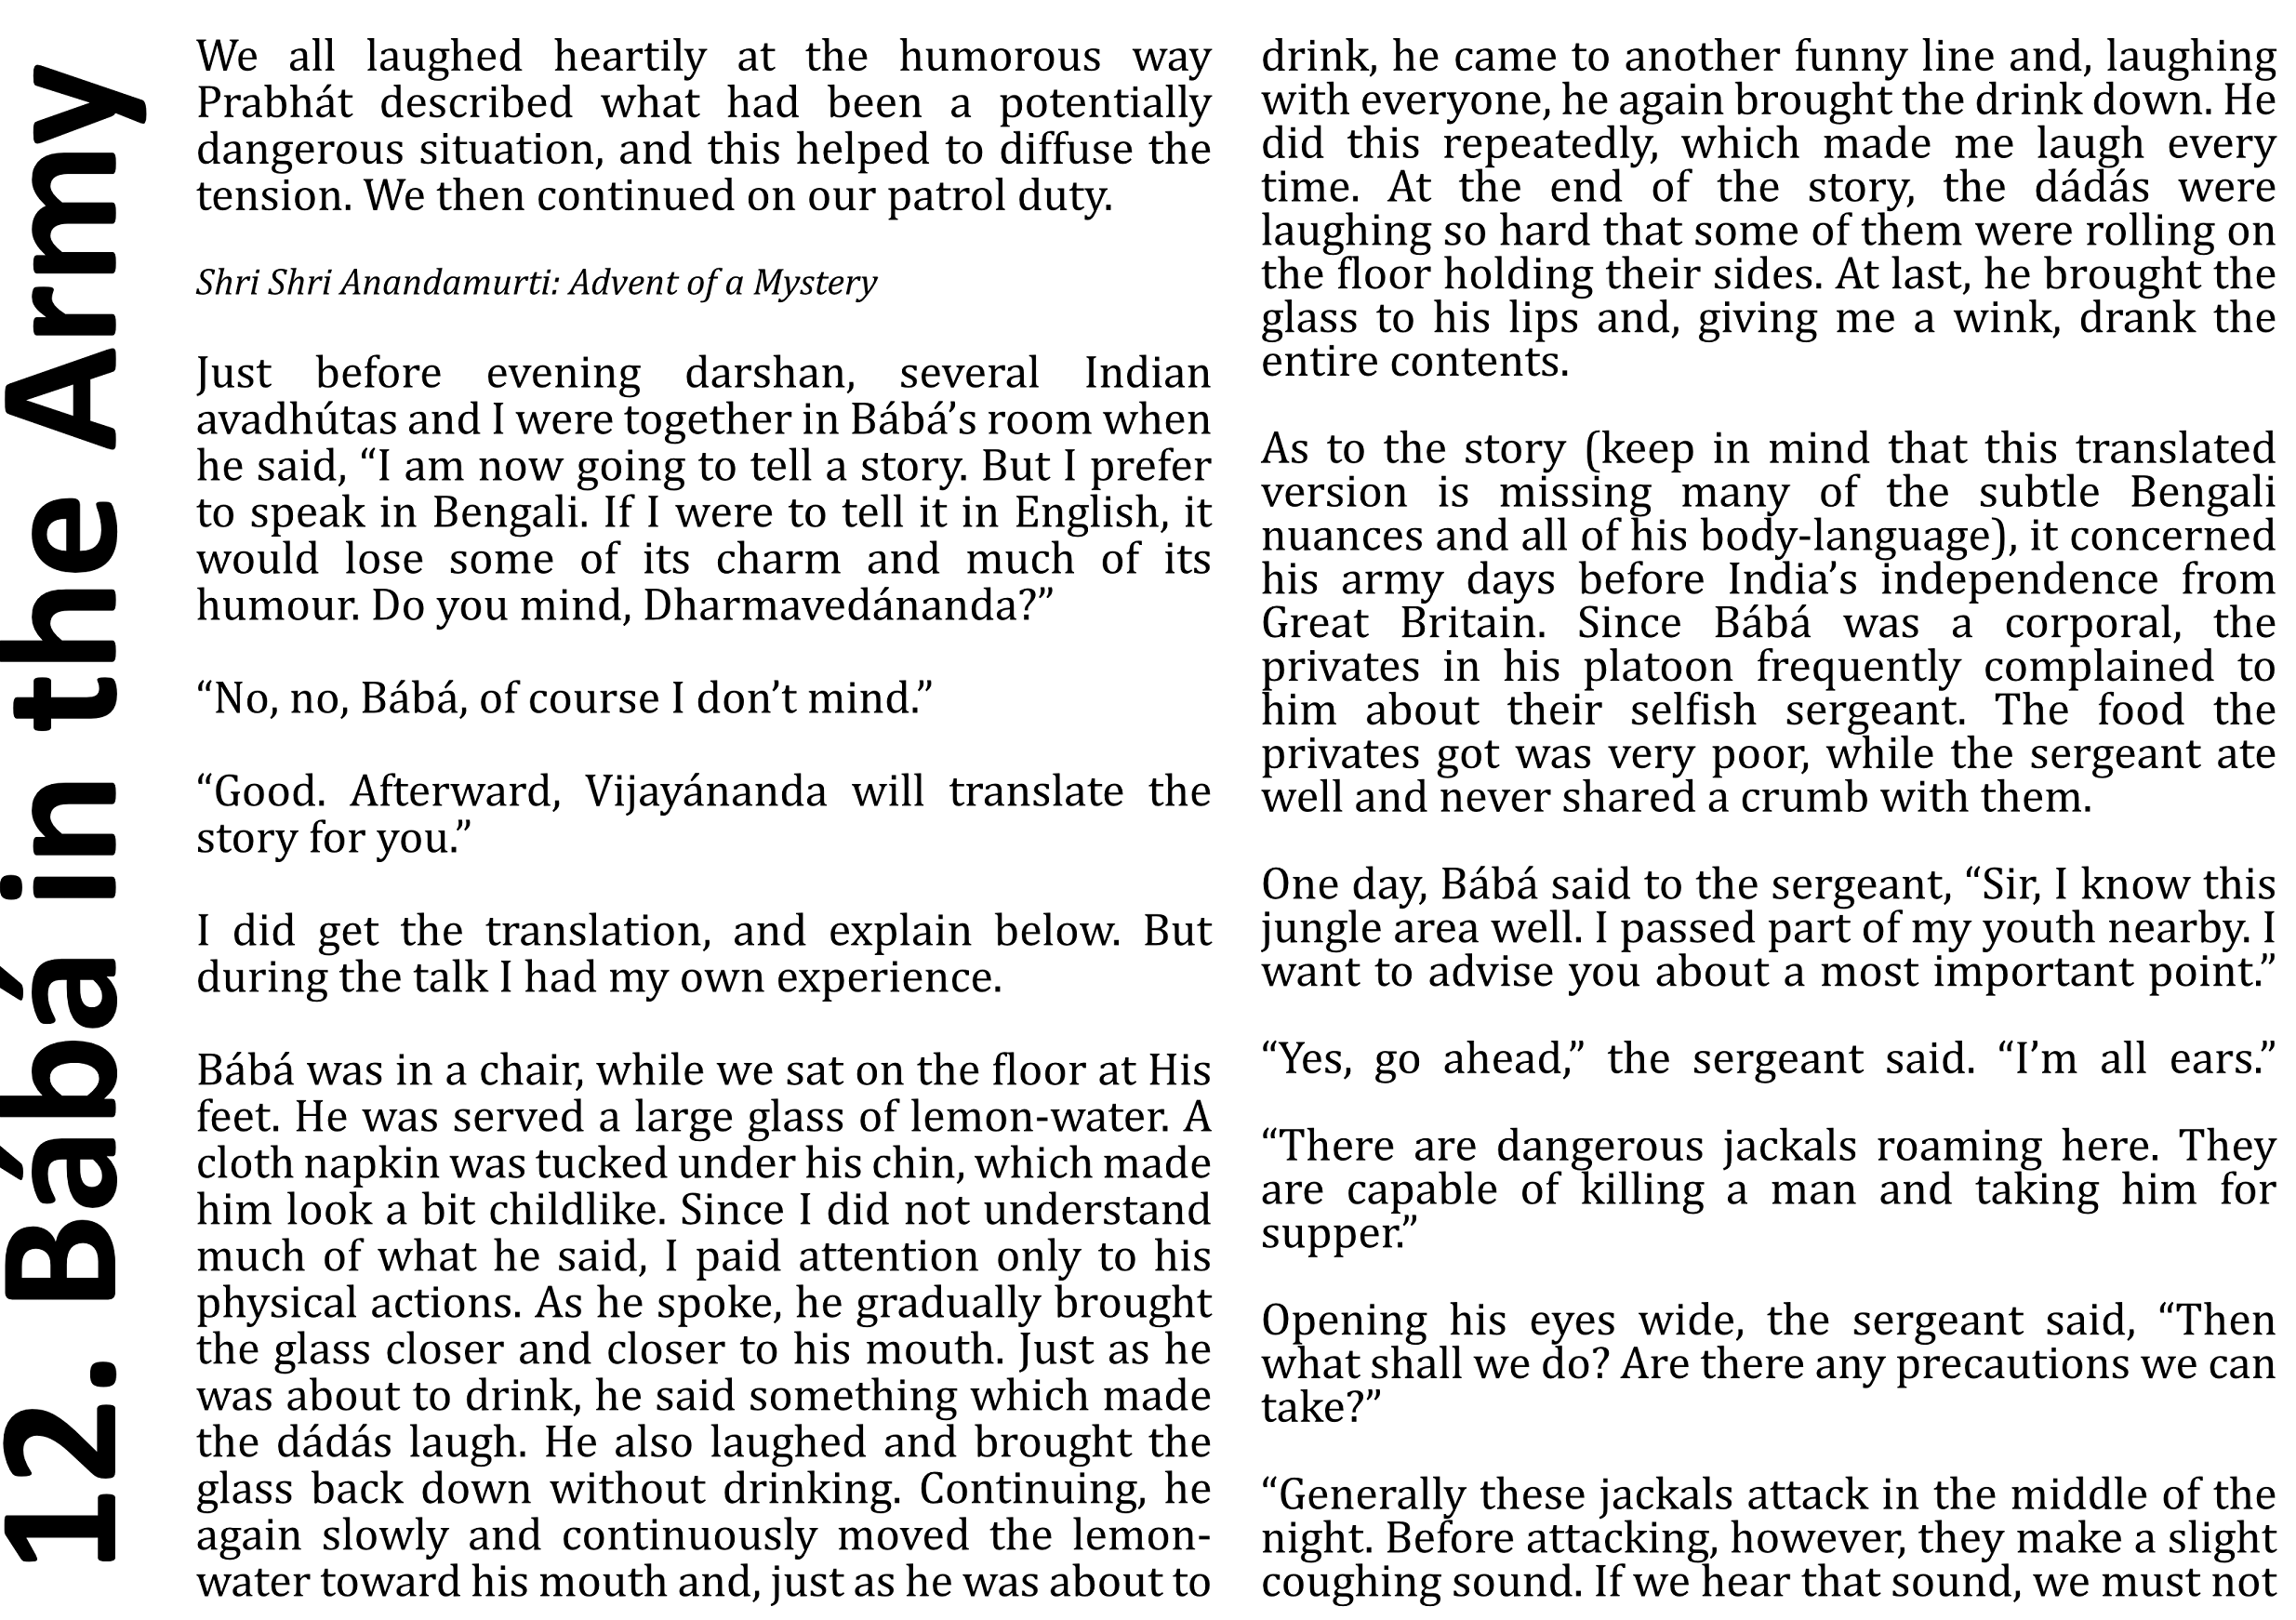 12. Bábá in the Army
We all laughed heartily at the humorous way
Prabhát described what had been a potentially
dangerous situation, and this helped to diffuse the
tension. We then continued on our patrol duty.
Shri Shri Anandamurti: Advent of a Mystery
Just before evening darshan, several Indian
avadhútas and I were together in Bábá’s room when
he said, “I am now going to tell a story. But I prefer
to speak in Bengali. If I were to tell it in English, it
would lose some of its charm and much of its
humour. Do you mind, Dharmavedánanda?”
“No, no, Bábá, of course I don’t mind.”
“Good. Afterward, Vijayánanda will translate the
story for you.”
I did get the translation, and explain below. But
during the talk I had my own experience.
Bábá was in a chair, while we sat on the floor at His
feet. He was served a large glass of lemon-water. A
cloth napkin was tucked under his chin, which made
him look a bit childlike. Since I did not understand
much of what he said, I paid attention only to his
physical actions. As he spoke, he gradually brought
the glass closer and closer to his mouth. Just as he
was about to drink, he said something which made
the dádás laugh. He also laughed and brought the
glass back down without drinking. Continuing, he
again slowly and continuously moved the lemon-
water toward his mouth and, just as he was about to
drink, he came to another funny line and, laughing
with everyone, he again brought the drink down. He
did this repeatedly, which made me laugh every
time. At the end of the story, the dádás were
laughing so hard that some of them were rolling on
the floor holding their sides. At last, he brought the
glass to his lips and, giving me a wink, drank the
entire contents.
As to the story (keep in mind that this translated
version is missing many of the subtle Bengali
nuances and all of his body-language), it concerned
his army days before India’s independence from
Great Britain. Since Bábá was a corporal, the
privates in his platoon frequently complained to
him about their selfish sergeant. The food the
privates got was very poor, while the sergeant ate
well and never shared a crumb with them.
One day, Bábá said to the sergeant, “Sir, I know this
jungle area well. I passed part of my youth nearby. I
want to advise you about a most important point.”
“Yes, go ahead,” the sergeant said. “I’m all ears.”
“There are dangerous jackals roaming here. They
are capable of killing a man and taking him for
supper.”
Opening his eyes wide, the sergeant said, “Then
what shall we do? Are there any precautions we can
take?”
“Generally these jackals attack in the middle of the
night. Before attacking, however, they make a slight
coughing sound. If we hear that sound, we must not